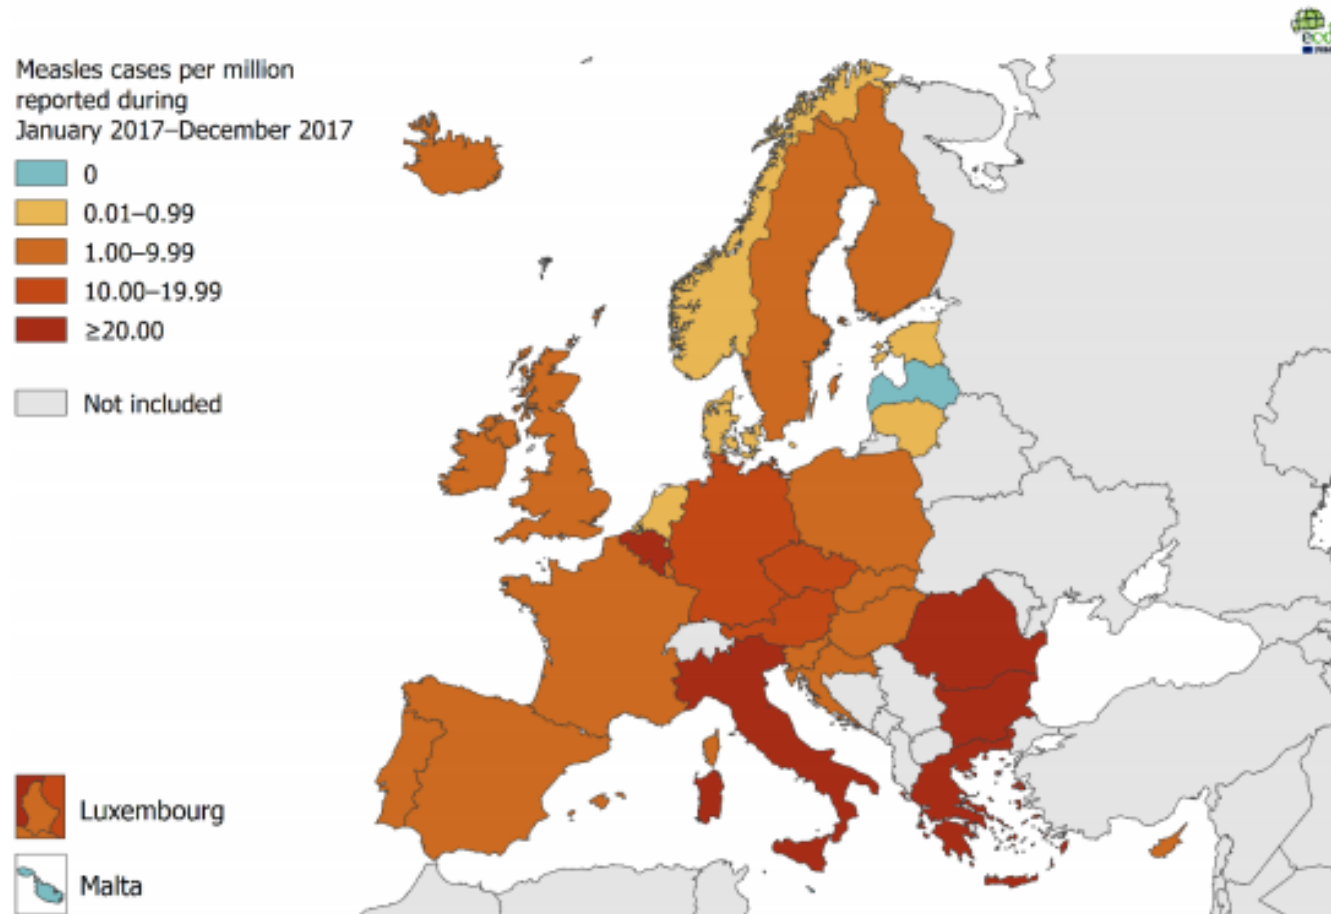 Measles cases per million
reported during
January 2017–December 2017
0
0.01–0.99
1.00–9.99
10.00–19.99
≥20.00
Not included
Luxembourg
Malta